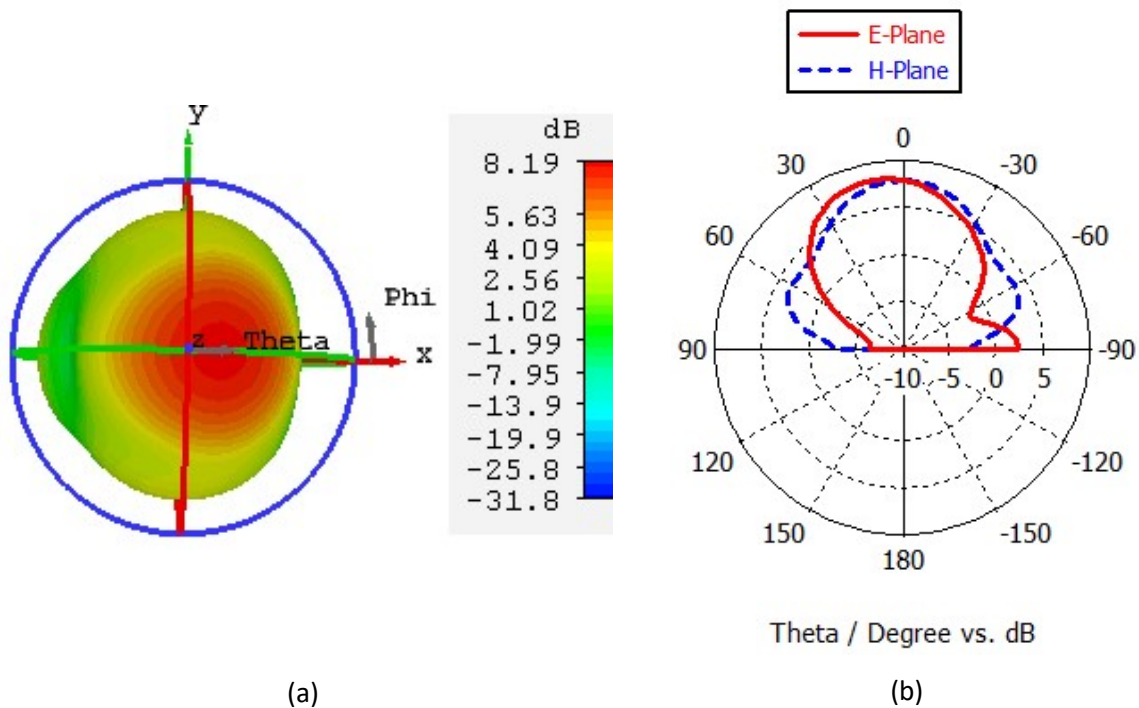 E-Plane
H-Plane
y
z
Theta
Phi
x
dB
8.19
5.63
4.09
2.56
1.02
-1.99
-7.95
-13.9
-19.9
-25.8
-31.8
0
30
-30
60
-60
90
-90
-10 -5 0 5
120
-120
150
-150
180
Theta / Degree vs. dB
(a)
(b)